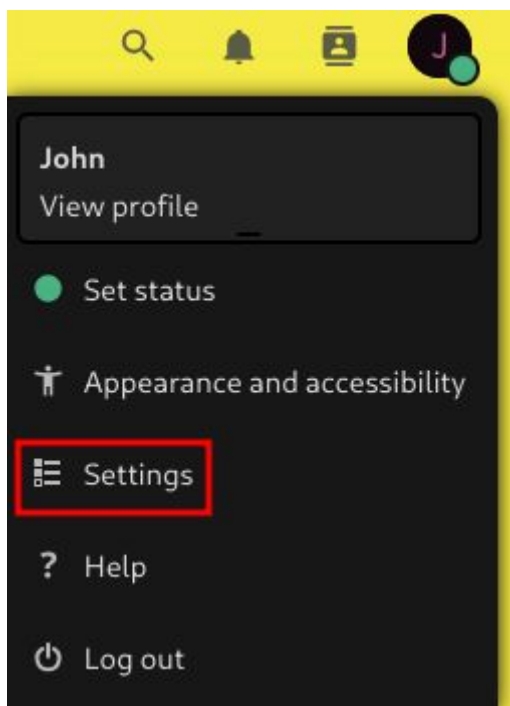 J
John
View profile
Set status
Appearance and accessibility
Settings
? Help
Log out